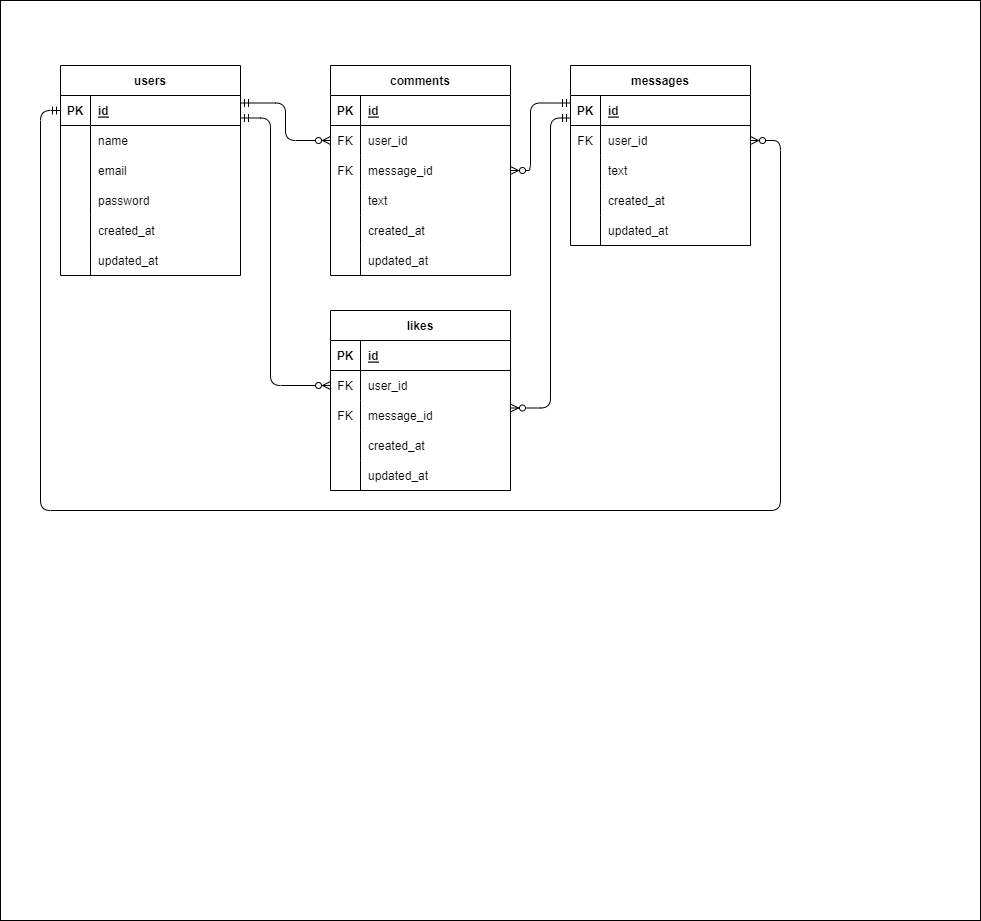 users
PK id
name
email
password
created_at
updated_at
comments
PK id
FK user_id
FK message_id
text
created_at
updated_at
messages
PK id
FK user_id
text
created_at
updated_at
likes
PK id
FK user_id
FK message_id
created_at
updated_at